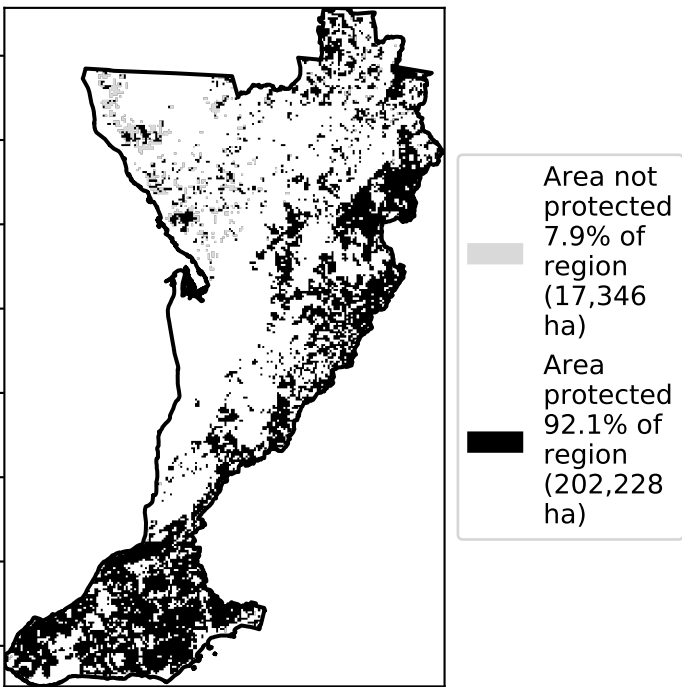 Area not
protected
7.9% of
region
(17,346
ha)
Area
protected
92.1% of
region
(202,228
ha)